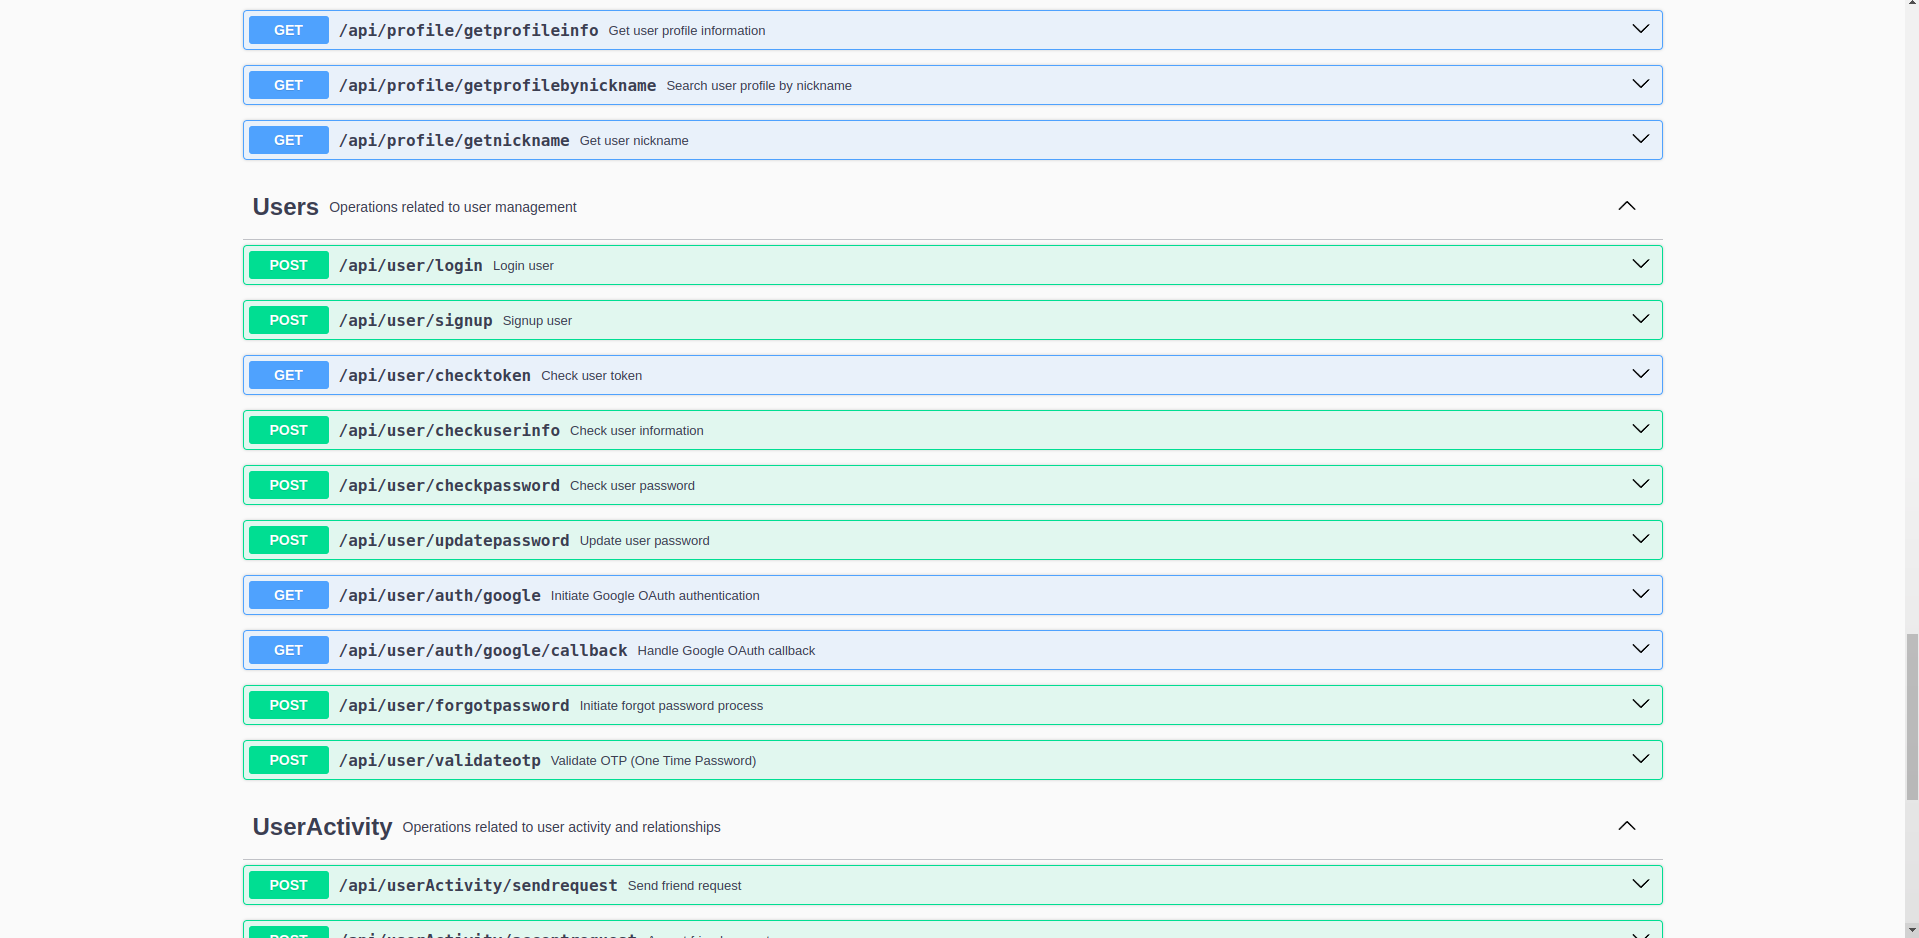 GET /api/profile/getprofileinfo Get user profile information
GET /api/profile/getprofilebynickname Search user profile by nickname
GET /api/profile/getnickname Get user nickname
Users Operations related to user management
POST /api/user/login Login user
POST /api/user/signup Signup user
GET /api/user/checktoken Check user token
POST /api/user/checkuserinfo Check user information
POST /api/user/checkpassword Check user password
POST /api/user/updatepassword Update user password
GET /api/user/auth/google Initiate Google OAuth authentication
GET /api/user/auth/google/callback Handle Google OAuth callback
POST /api/user/forgotpassword Initiate forgot password process
POST /api/user/validateotp Validate OTP (One Time Password)
UserActivity Operations related to user activity and relationships
POST /api/userActivity/sendrequest Send friend request
POST